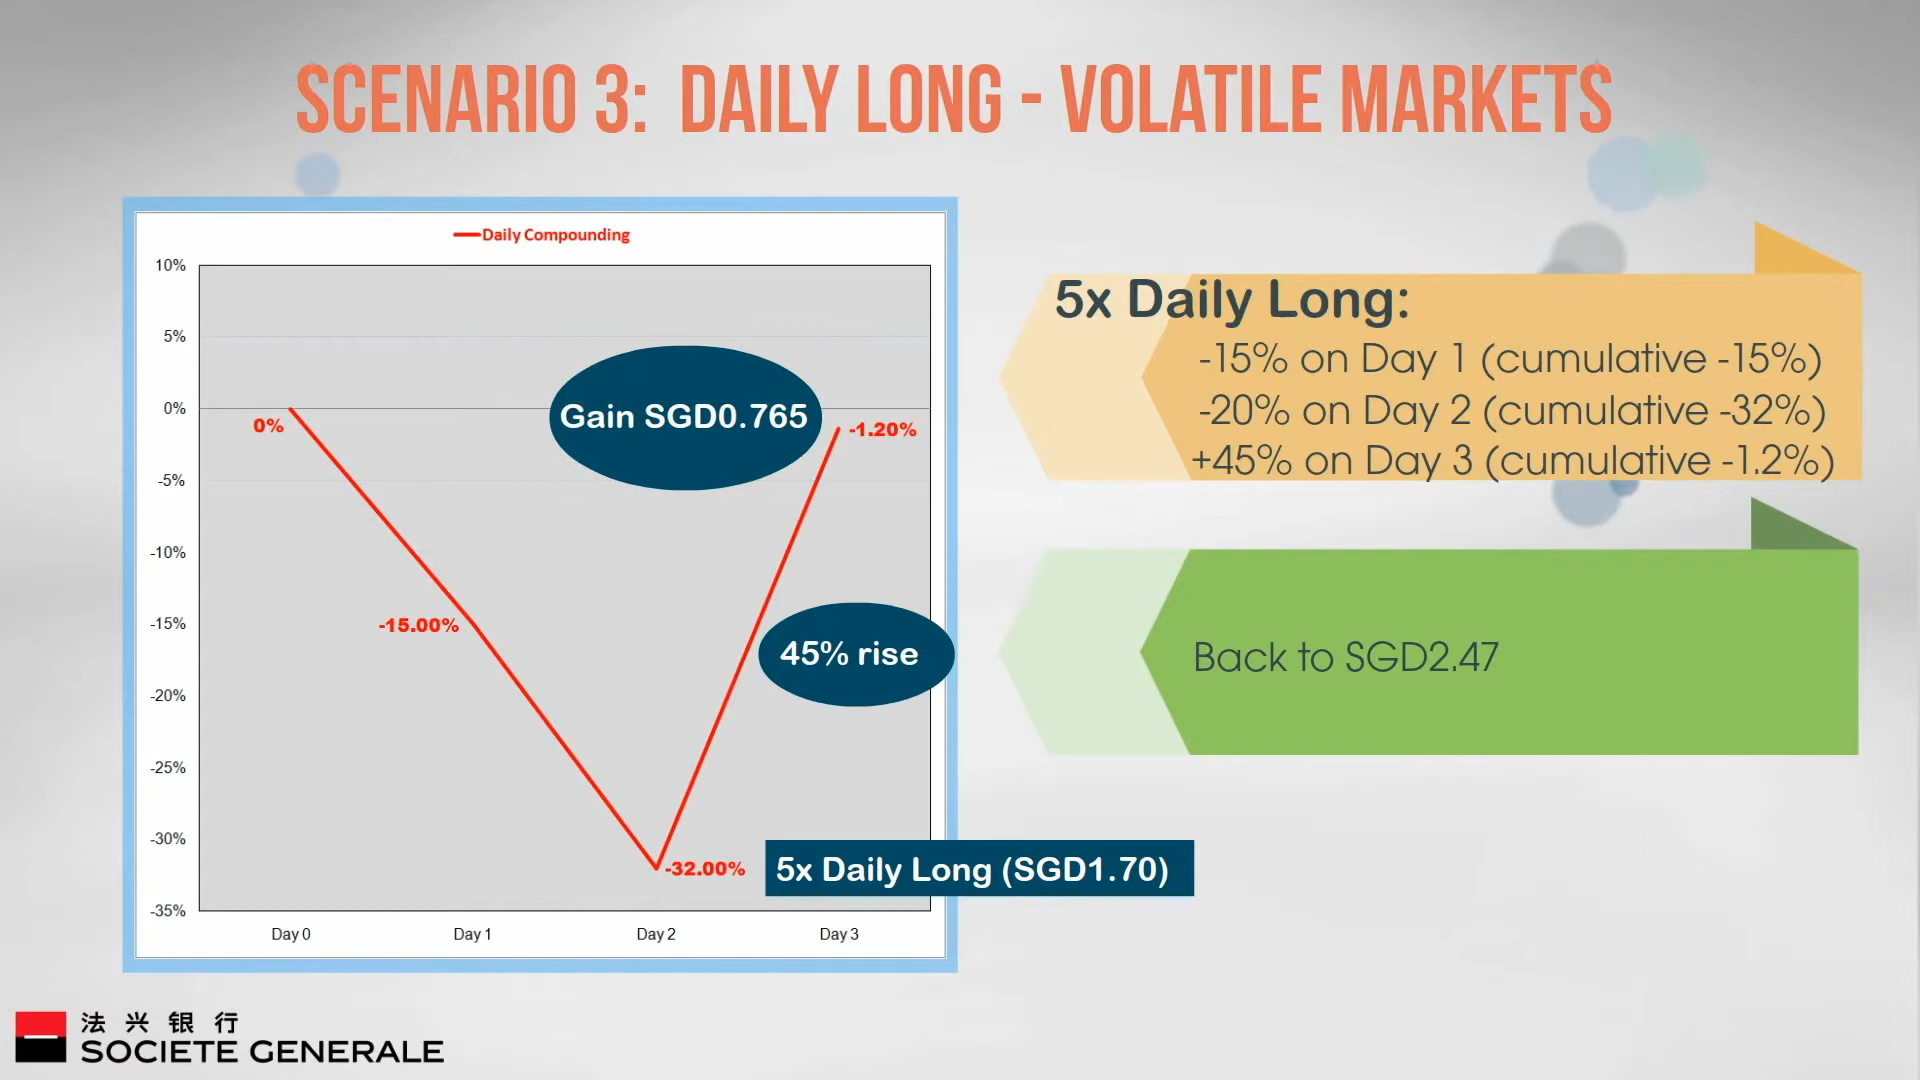 SCENARIO 3: DAILY LONG - VOLATILE MARKETS
Daily Compounding
10%
5%
0%
-5%
-10%
-15%
-20%
-25%
-30%
-35%
0%
-15.00%
-32.00%
-1.20%
Gain SGD0.765
45% rise
5x Daily Long (SGD1.70)
Day 0
Day 1
Day 2
Day 3
5x Daily Long:
-15% on Day 1 (cumulative -15%)
-20% on Day 2 (cumulative -32%)
+45% on Day 3 (cumulative -1.2%)
Back to SGD2.47
法兴银行
SOCIETE GENERALE